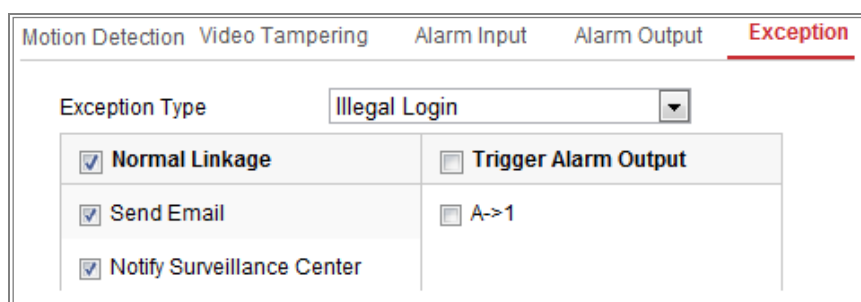 Motion Detection Video Tampering Alarm Input Alarm Output Exception
Exception Type Illegal Login
Normal Linkage Trigger Alarm Output
Send Email A->1
Notify Surveillance Center